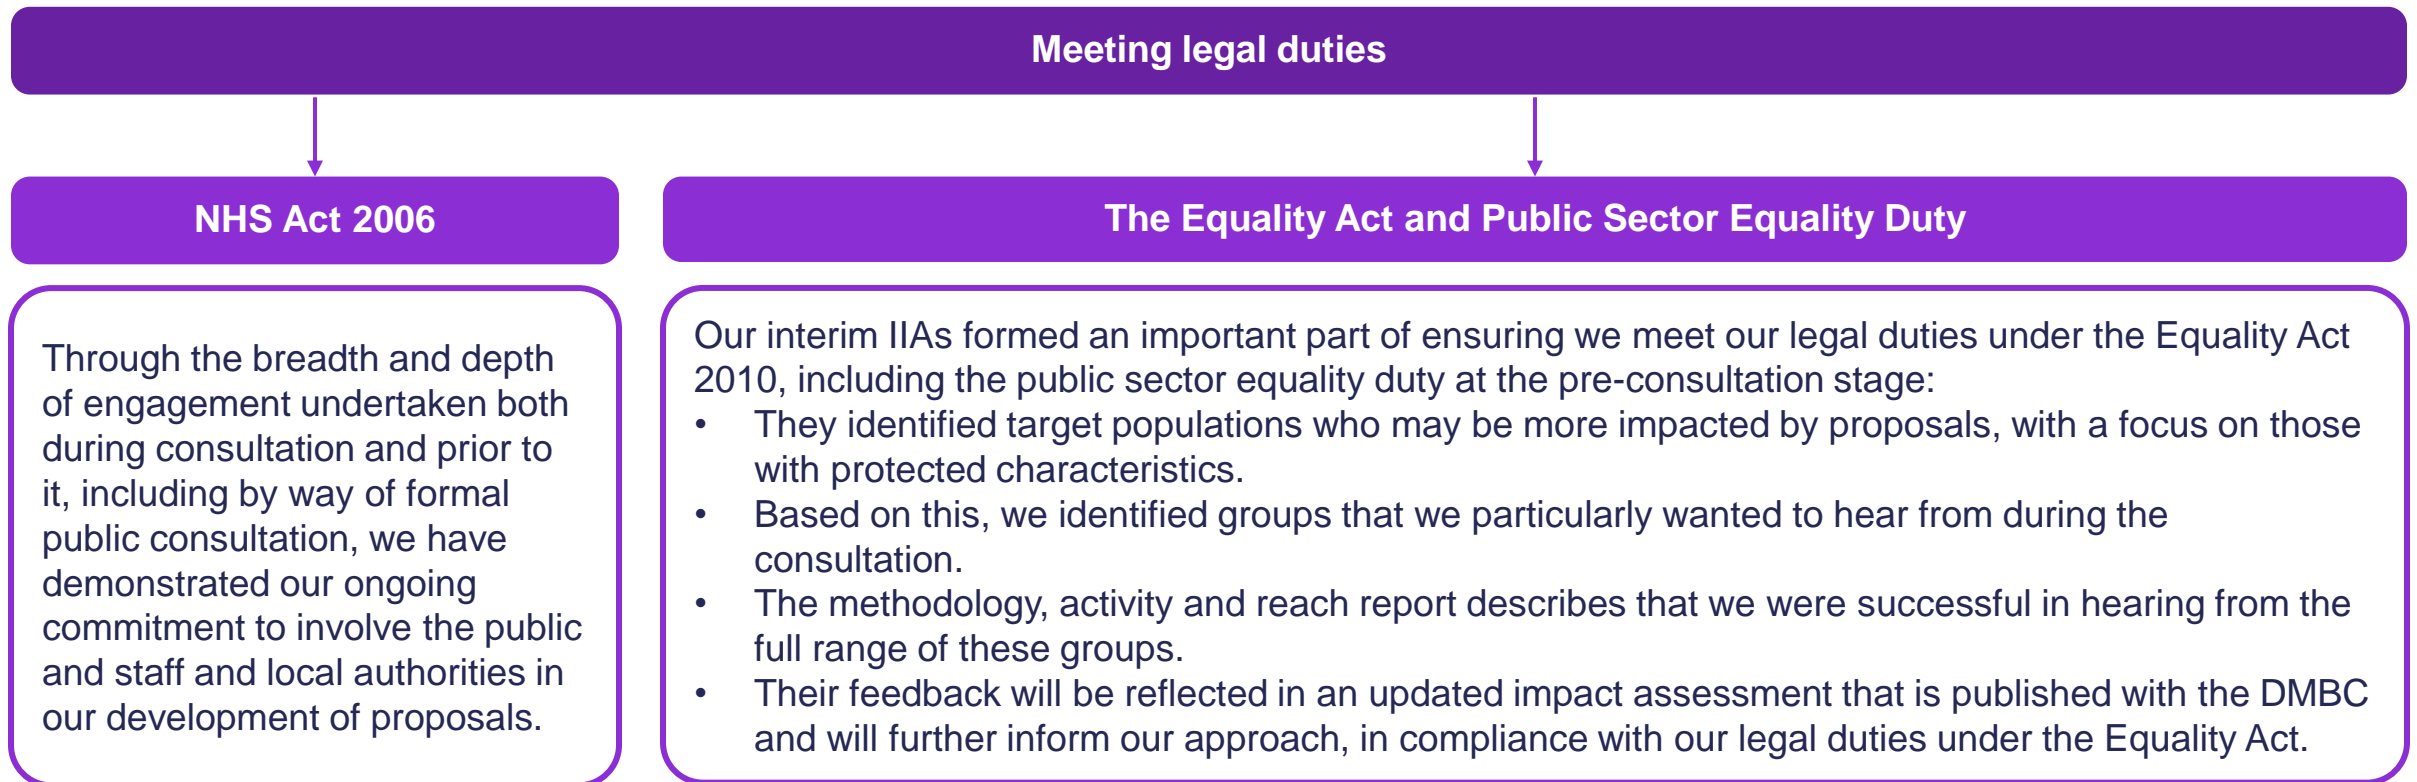 Meeting legal duties
NHS Act 2006
Through the breadth and depth
of engagement undertaken both
during consultation and prior to
it, including by way of formal
public consultation, we have
demonstrated our ongoing
commitment to involve the public
and staff and local authorities in
our development of proposals.
The Equality Act and Public Sector Equality Duty
Our interim IIAs formed an important part of ensuring we meet our legal duties under the Equality Act
2010, including the public sector equality duty at the pre-consultation stage:
• They identified target populations who may be more impacted by proposals, with a focus on those
with protected characteristics.
• Based on this, we identified groups that we particularly wanted to hear from during the
consultation.
• The methodology, activity and reach report describes that we were successful in hearing from the
full range of these groups.
• Their feedback will be reflected in an updated impact assessment that is published with the DMBC
and will further inform our approach, in compliance with our legal duties under the Equality Act.